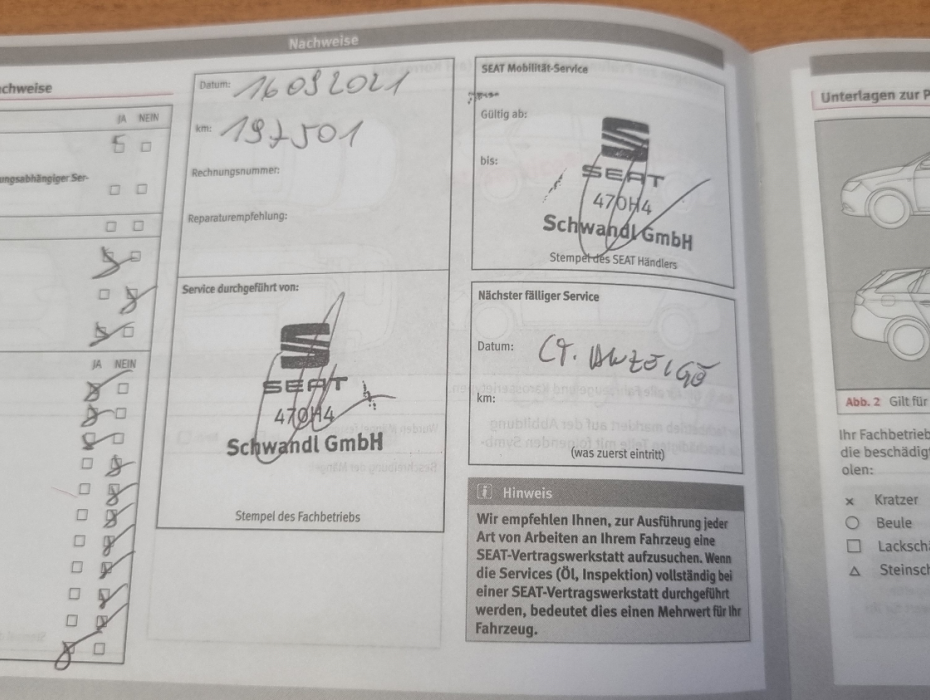 Nachweise
chweise
JA NEIN
ungsabhängiger Ser-
JA NEIN
Datum: 16 09 2021
km: 197501
Rechnungsnummer:
Reparaturempfehlung:
Service durchgeführt von:
SEAT
470H4
Schwandl GmbH
Stempel des Fachbetriebs
SEAT Mobilität-Service
Gültig ab:
bis:
SEAT
470H4
Schwandl GmbH
Stempel des SEAT Händlers
Nächster fälliger Service
Datum: Lt. ANZEIGE
km:
(was zuerst eintritt)
i Hinweis
Wir empfehlen Ihnen, zur Ausführung jeder
Art von Arbeiten an Ihrem Fahrzeug eine
SEAT-Vertragswerkstatt aufzusuchen. Wenn
die Services (Öl, Inspektion) vollständig bei
einer SEAT-Vertragswerkstatt durchgeführt
werden, bedeutet dies einen Mehrwert für Ihr
Fahrzeug.
Unterlagen zur P
Abb. 2 Gilt für
Ihr Fachbetrieb
die beschädigt
olen:
Kratzer
Beule
Lackschä
Steinsch